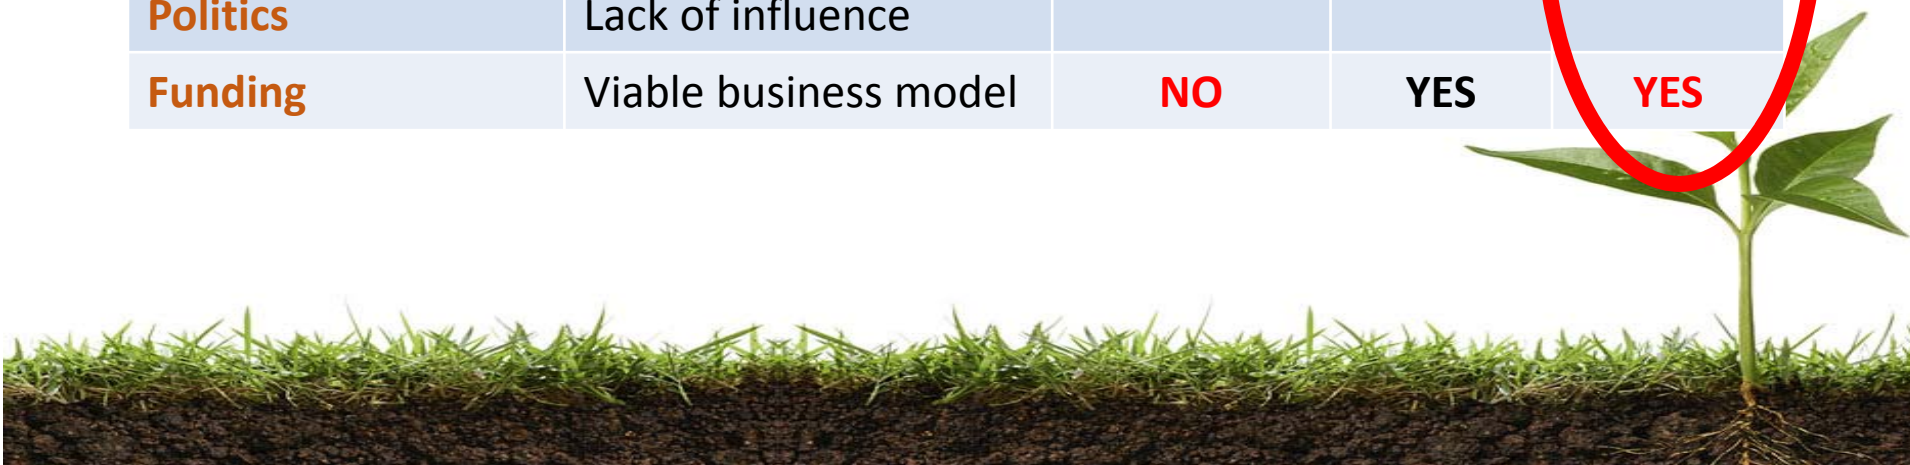 Politics Lack of influence
Funding Viable business model NO YES YES